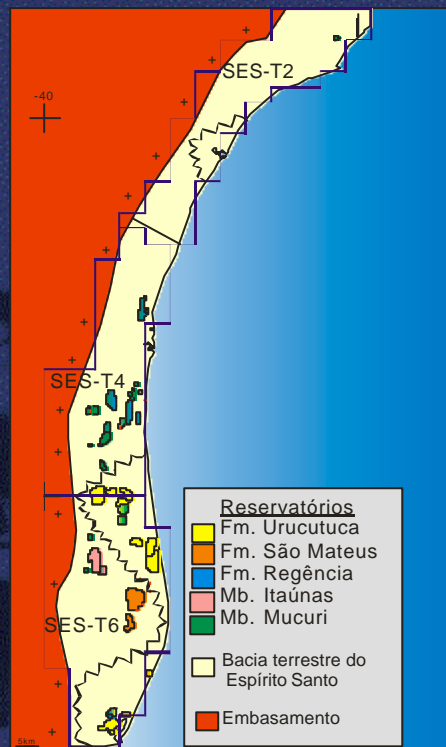 SES-T2
-40
SES-T4
SES-T6
Reservatórios
Fm. Urucutuca
Fm. São Mateus
Fm. Regência
Mb. Itaúnas
Mb. Mucuri
Bacia terrestre do
Espírito Santo
Embasamento
5km